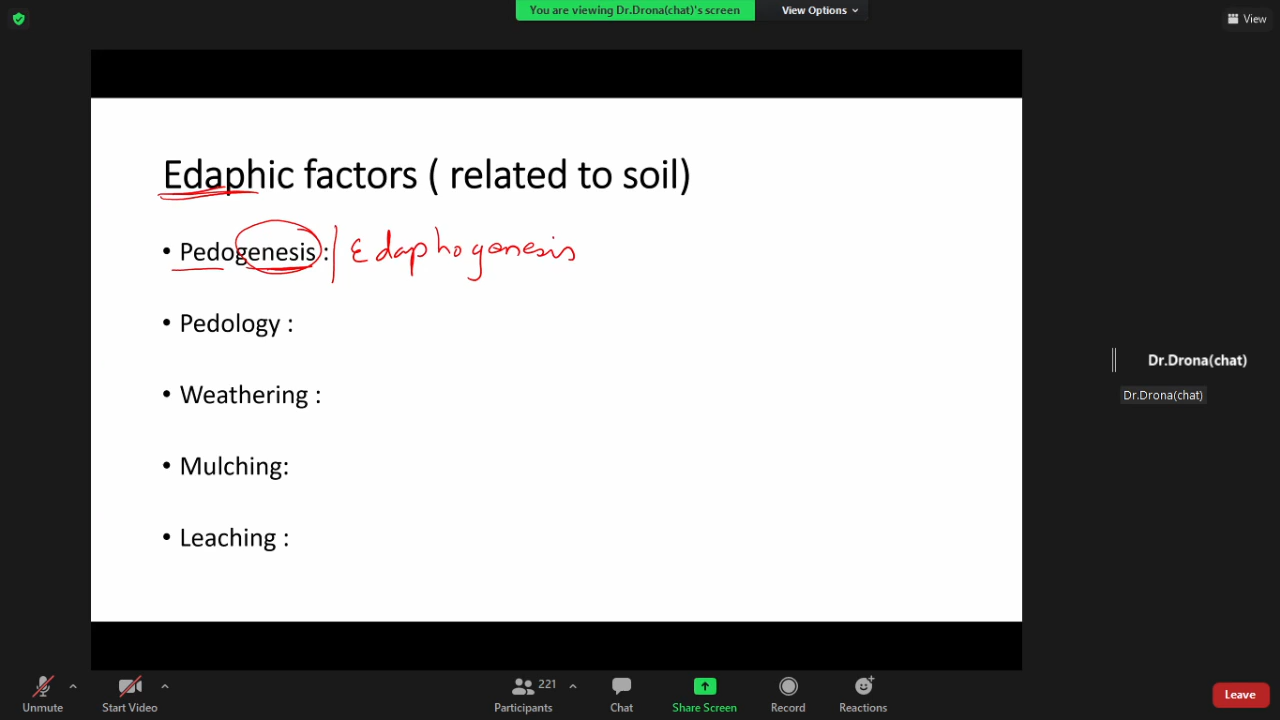 You are viewing Dr.Drona(chat)'s screen View Options
View
Edaphic factors ( related to soil)
• Pedogenesis : | Edaphogenesis
• Pedology :
• Weathering :
• Mulching:
• Leaching :
Dr.Drona(chat)
Dr.Drona(chat)
221
Unmute Start Video Participants Chat Share Screen Record Reactions Leave